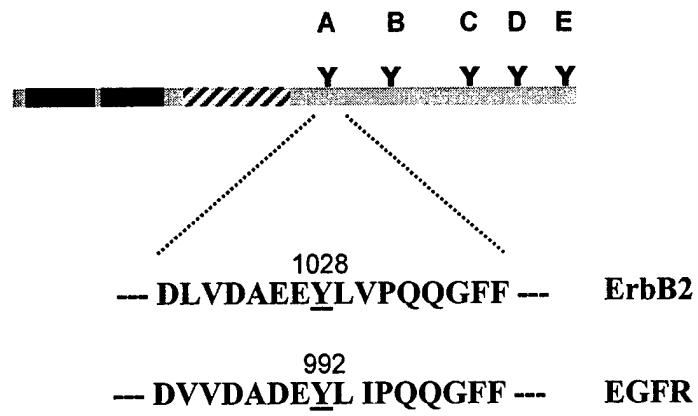 A B C D E
Y Y Y Y Y
1028
--- DLVDAEEYLVPQQGFF --- ErbB2
992
--- DVVDADEYL IPQQGFF --- EGFR